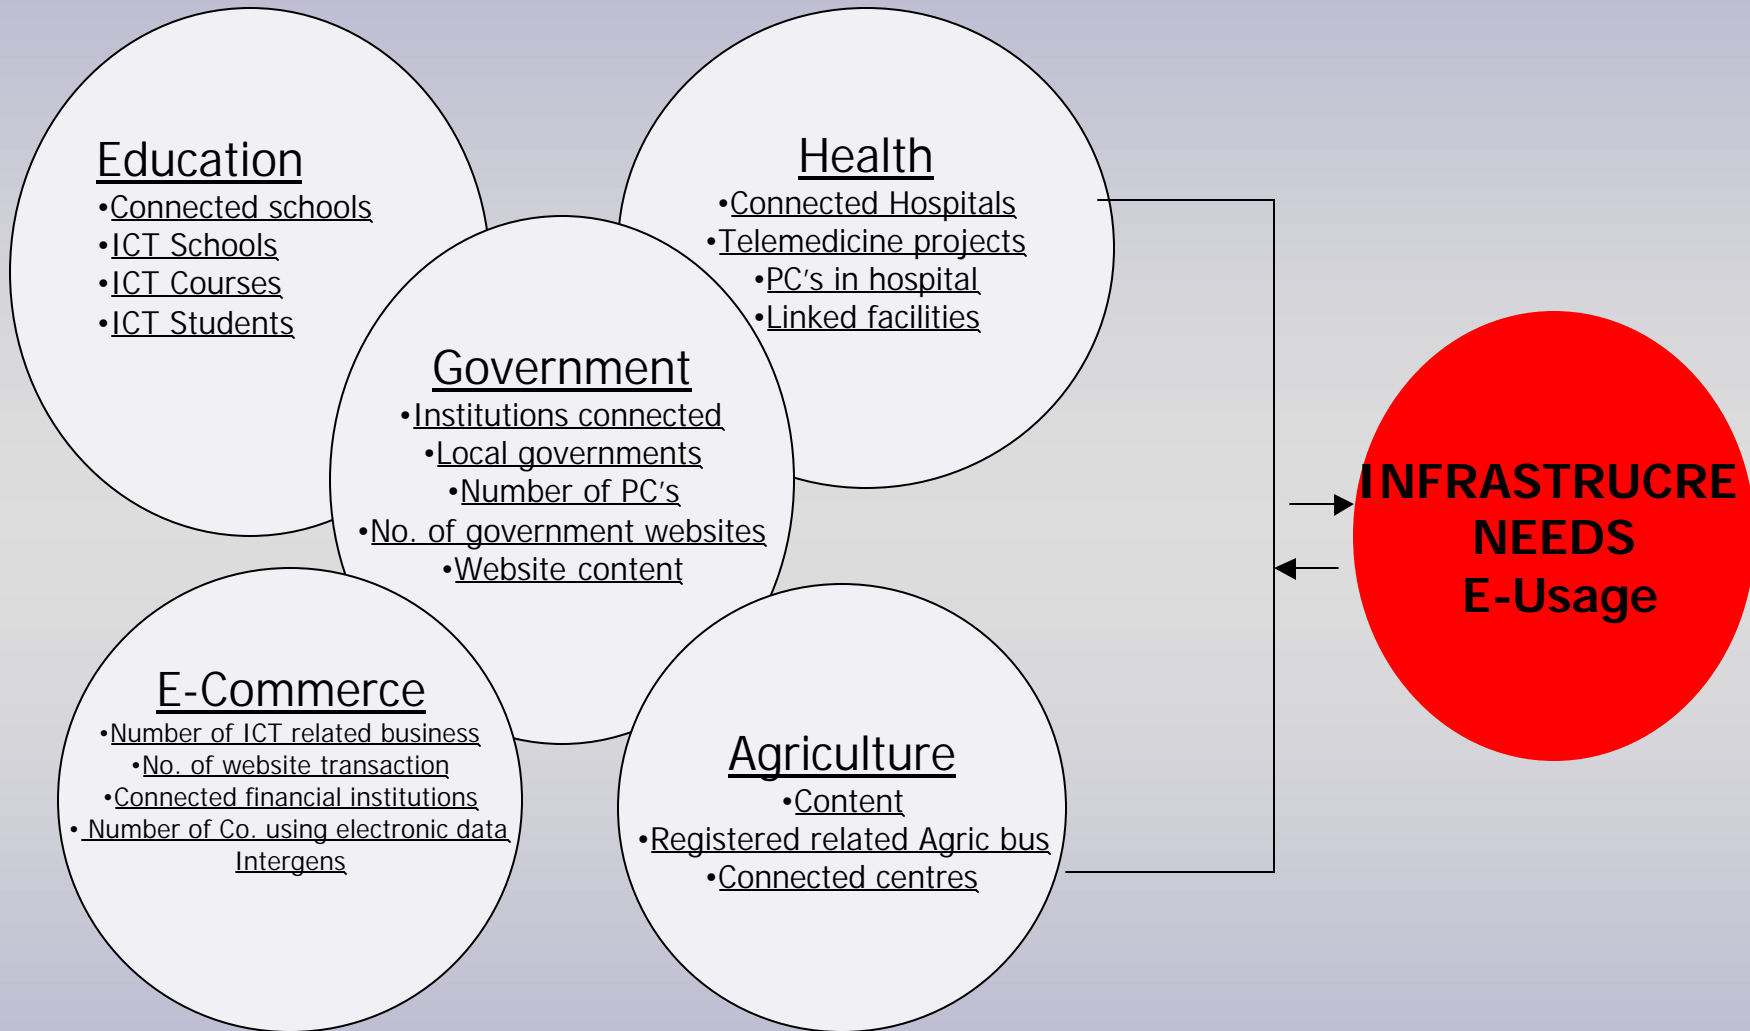 Education
•Connected schools
•ICT Schools
•ICT Courses
•ICT Students
Health
•Connected Hospitals
•Telemedicine projects
•PC's in hospital
•Linked facilities
Government
•Institutions connected
•Local governments
•Number of PC's
•No. of government websites
•Website content
E-Commerce
•Number of ICT related business
•No. of website transaction
•Connected financial institutions
• Number of Co. using electronic data
Intergens
Agriculture
•Content
•Registered related Agric bus
•Connected centres
INFRASTRUCRE
NEEDS
E-Usage